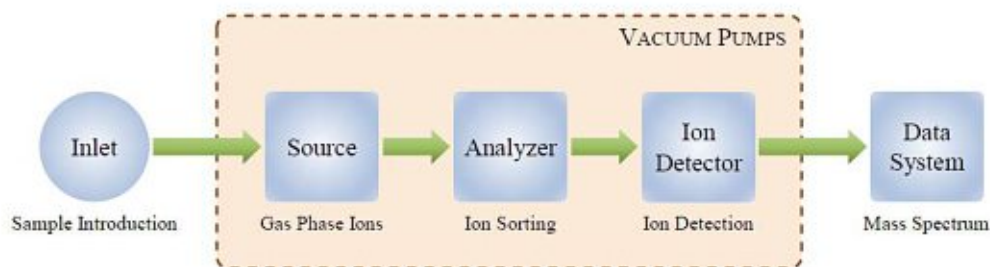 VACUUM PUMPS
Inlet
Source
Analyzer
Ion
Detector
Data
System
Sample Introduction
Gas Phase Ions
Ion Sorting
Ion Detection
Mass Spectrum